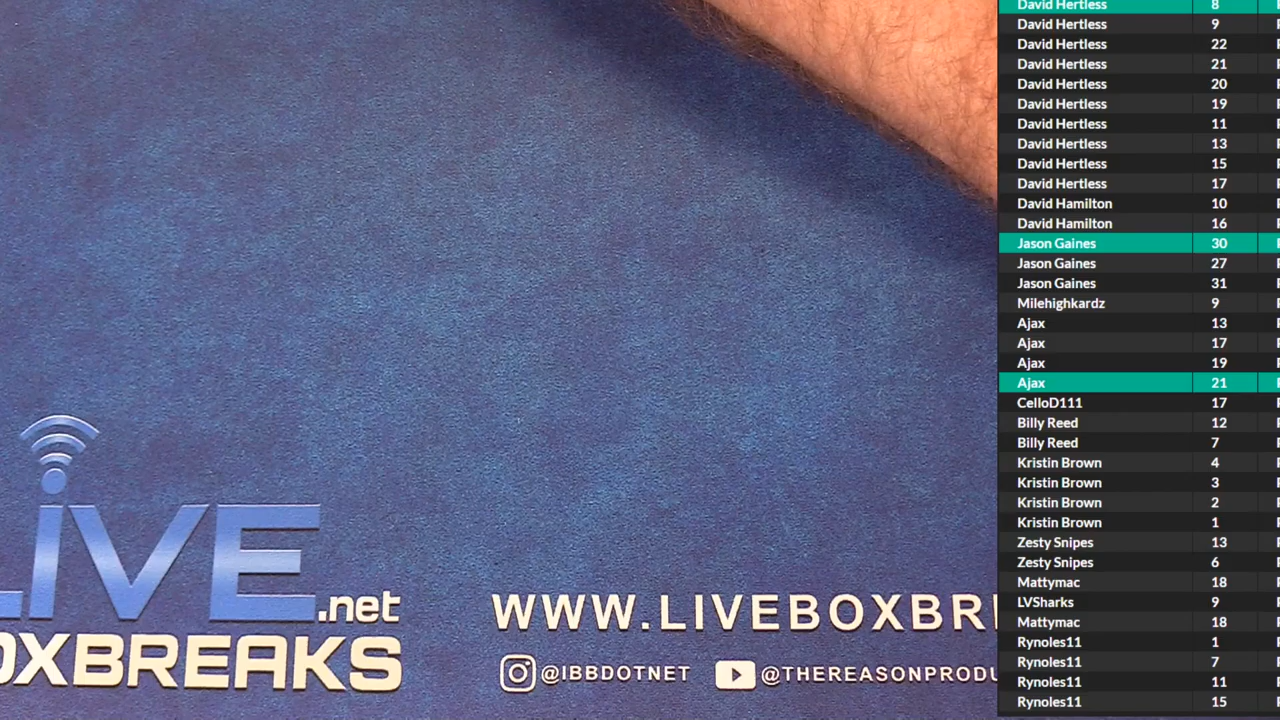 David Hertless 8
David Hertless 9
David Hertless 22
David Hertless 21
David Hertless 20
David Hertless 19
David Hertless 11
David Hertless 13
David Hertless 15
David Hertless 17
David Hamilton 10
David Hamilton 16
Jason Gaines 30
Jason Gaines 27
Jason Gaines 31
Milehighkardz 9
Ajax 13
Ajax 17
Ajax 19
Ajax 21
CelloD111 17
Billy Reed 12
Billy Reed 7
Kristin Brown 4
Kristin Brown 3
Kristin Brown 2
Kristin Brown 1
Zesty Snipes 13
Zesty Snipes 6
Mattymac 18
LVSharks 9
Mattymac 18
Rynoles11 1
Rynoles11 7
Rynoles11 11
Rynoles11 15
LIVE.net
OXBREAKS
WWW.LIVEBOXBRE
@IBBDOTNET @THEREASONPRODU